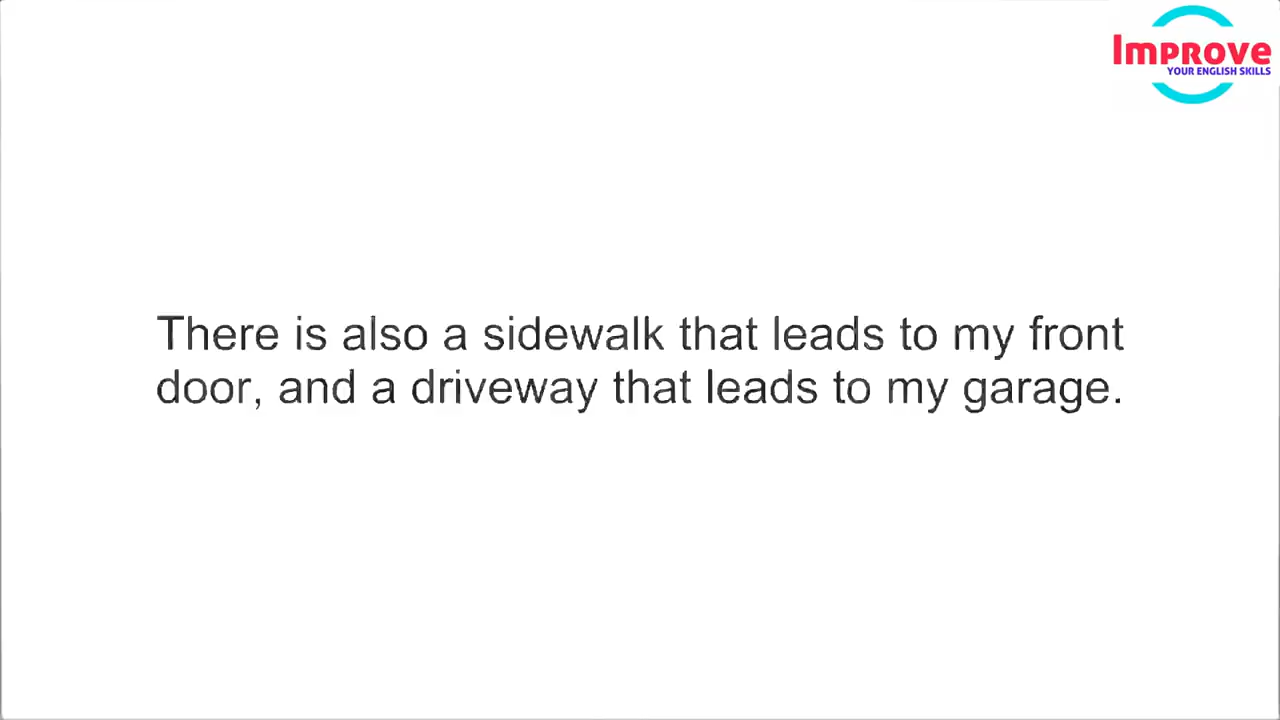 Improve
YOUR ENGLISH SKILLS
There is also a sidewalk that leads to my front
door, and a driveway that leads to my garage.